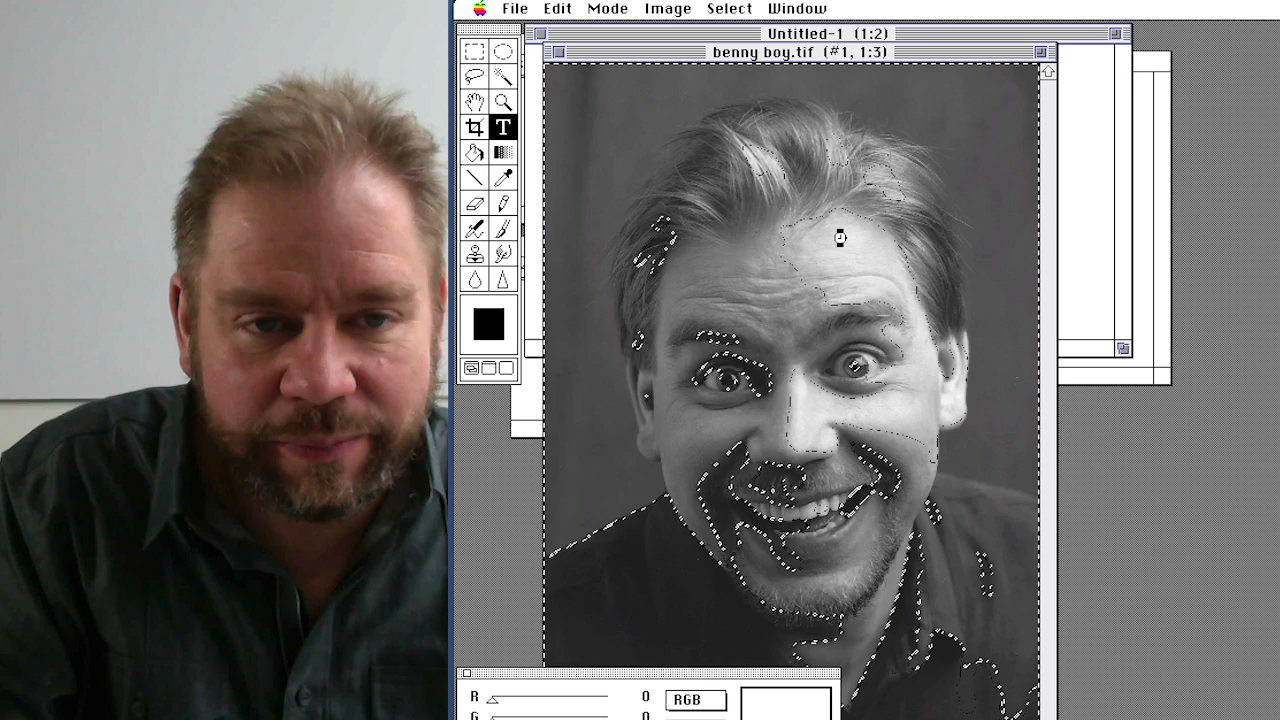 File Edit Mode Image Select Window
Untitled-1 (1:2)
benny boy.tif (#1, 1:3)
T
R 0 RGB
G 0